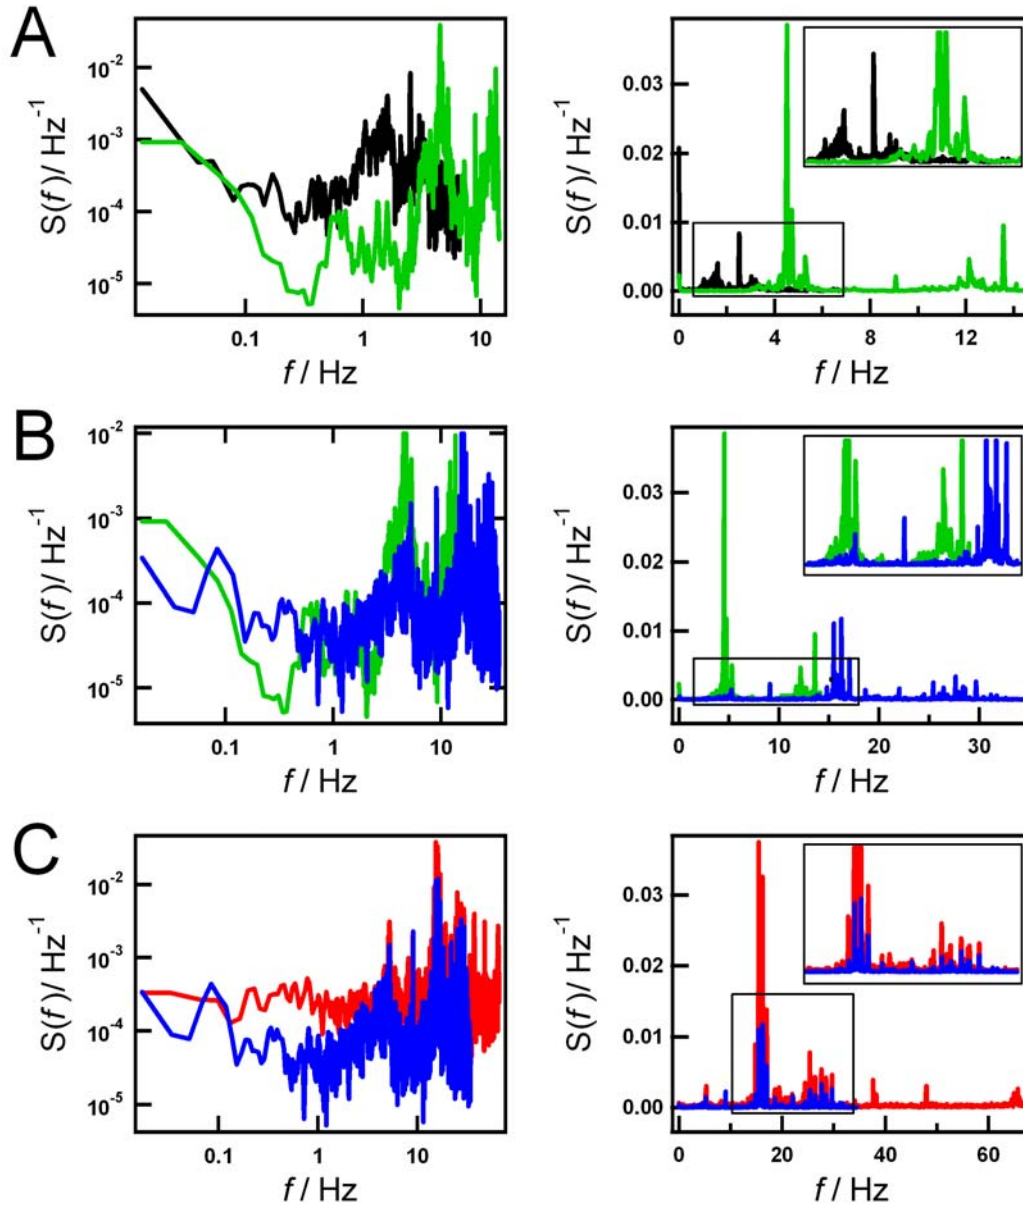 A
S(f)/ Hz⁻¹
10⁻²
10⁻³
10⁻⁴
10⁻⁵
0.1 1 10
f / Hz
S(f)/ Hz⁻¹
0.03
0.02
0.01
0.00
0 4 8 12
f / Hz
B
S(f)/ Hz⁻¹
10⁻²
10⁻³
10⁻⁴
10⁻⁵
0.1 1 10
f / Hz
S(f)/ Hz⁻¹
0.03
0.02
0.01
0.00
0 10 20 30
f / Hz
C
S(f)/ Hz⁻¹
10⁻²
10⁻³
10⁻⁴
10⁻⁵
0.1 1 10
f / Hz
S(f)/ Hz⁻¹
0.03
0.02
0.01
0.00
0 20 40 60
f / Hz